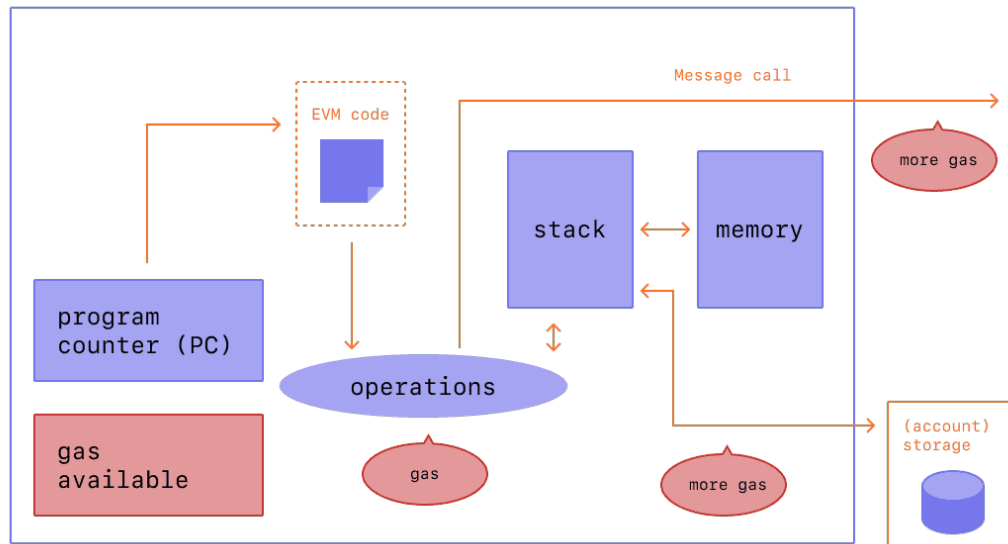 Message call
EVM code
more gas
stack
memory
program
counter (PC)
operations
(account)
storage
gas
available
gas
more gas